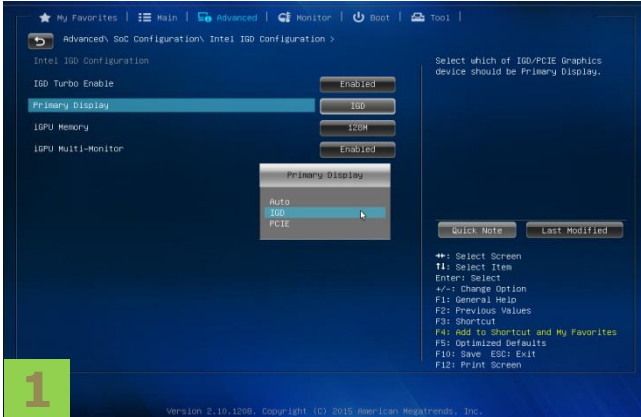 My Favorites | Main | Advanced | Monitor | Boot | Tool |
Advanced\ SoC Configuration\ Intel IGD Configuration >
Intel IGD Configuration
IGD Turbo Enable Enabled
Primary Display IGD
iGPU Memory 128M
iGPU Multi-Monitor Enabled
Primary Display
Auto
IGD
PCIE
Select which of IGD/PCIE Graphics
device should be Primary Display.
Quick Note Last Modified
→←: Select Screen
↑↓: Select Item
Enter: Select
+/-: Change Option
F1: General Help
F2: Previous Values
F3: Shortcut
F4: Add to Shortcut and My Favorites
F5: Optimized Defaults
F10: Save ESC: Exit
F12: Print Screen
1
Version 2.10.1208. Copyright (C) 2015 American Megatrends, Inc.